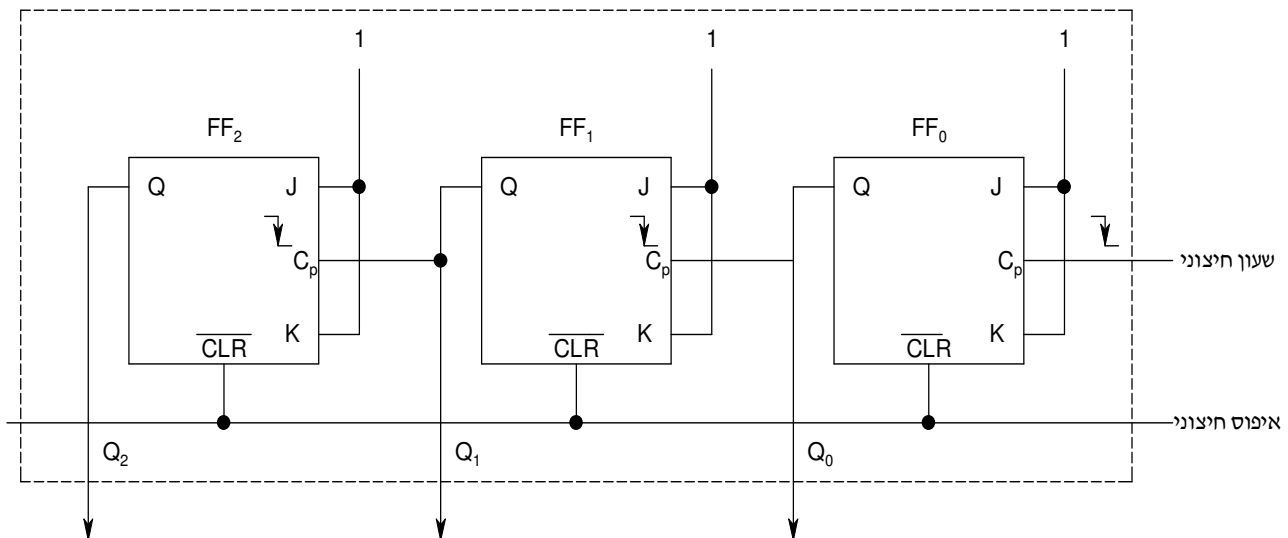 1 1 1
FF₂ FF₁ FF₀
Q J Q J Q J
Cₚ Cₚ Cₚ שעון חיצוני
K K K
CLR CLR CLR
איפוס חיצוני
Q₂ Q₁ Q₀